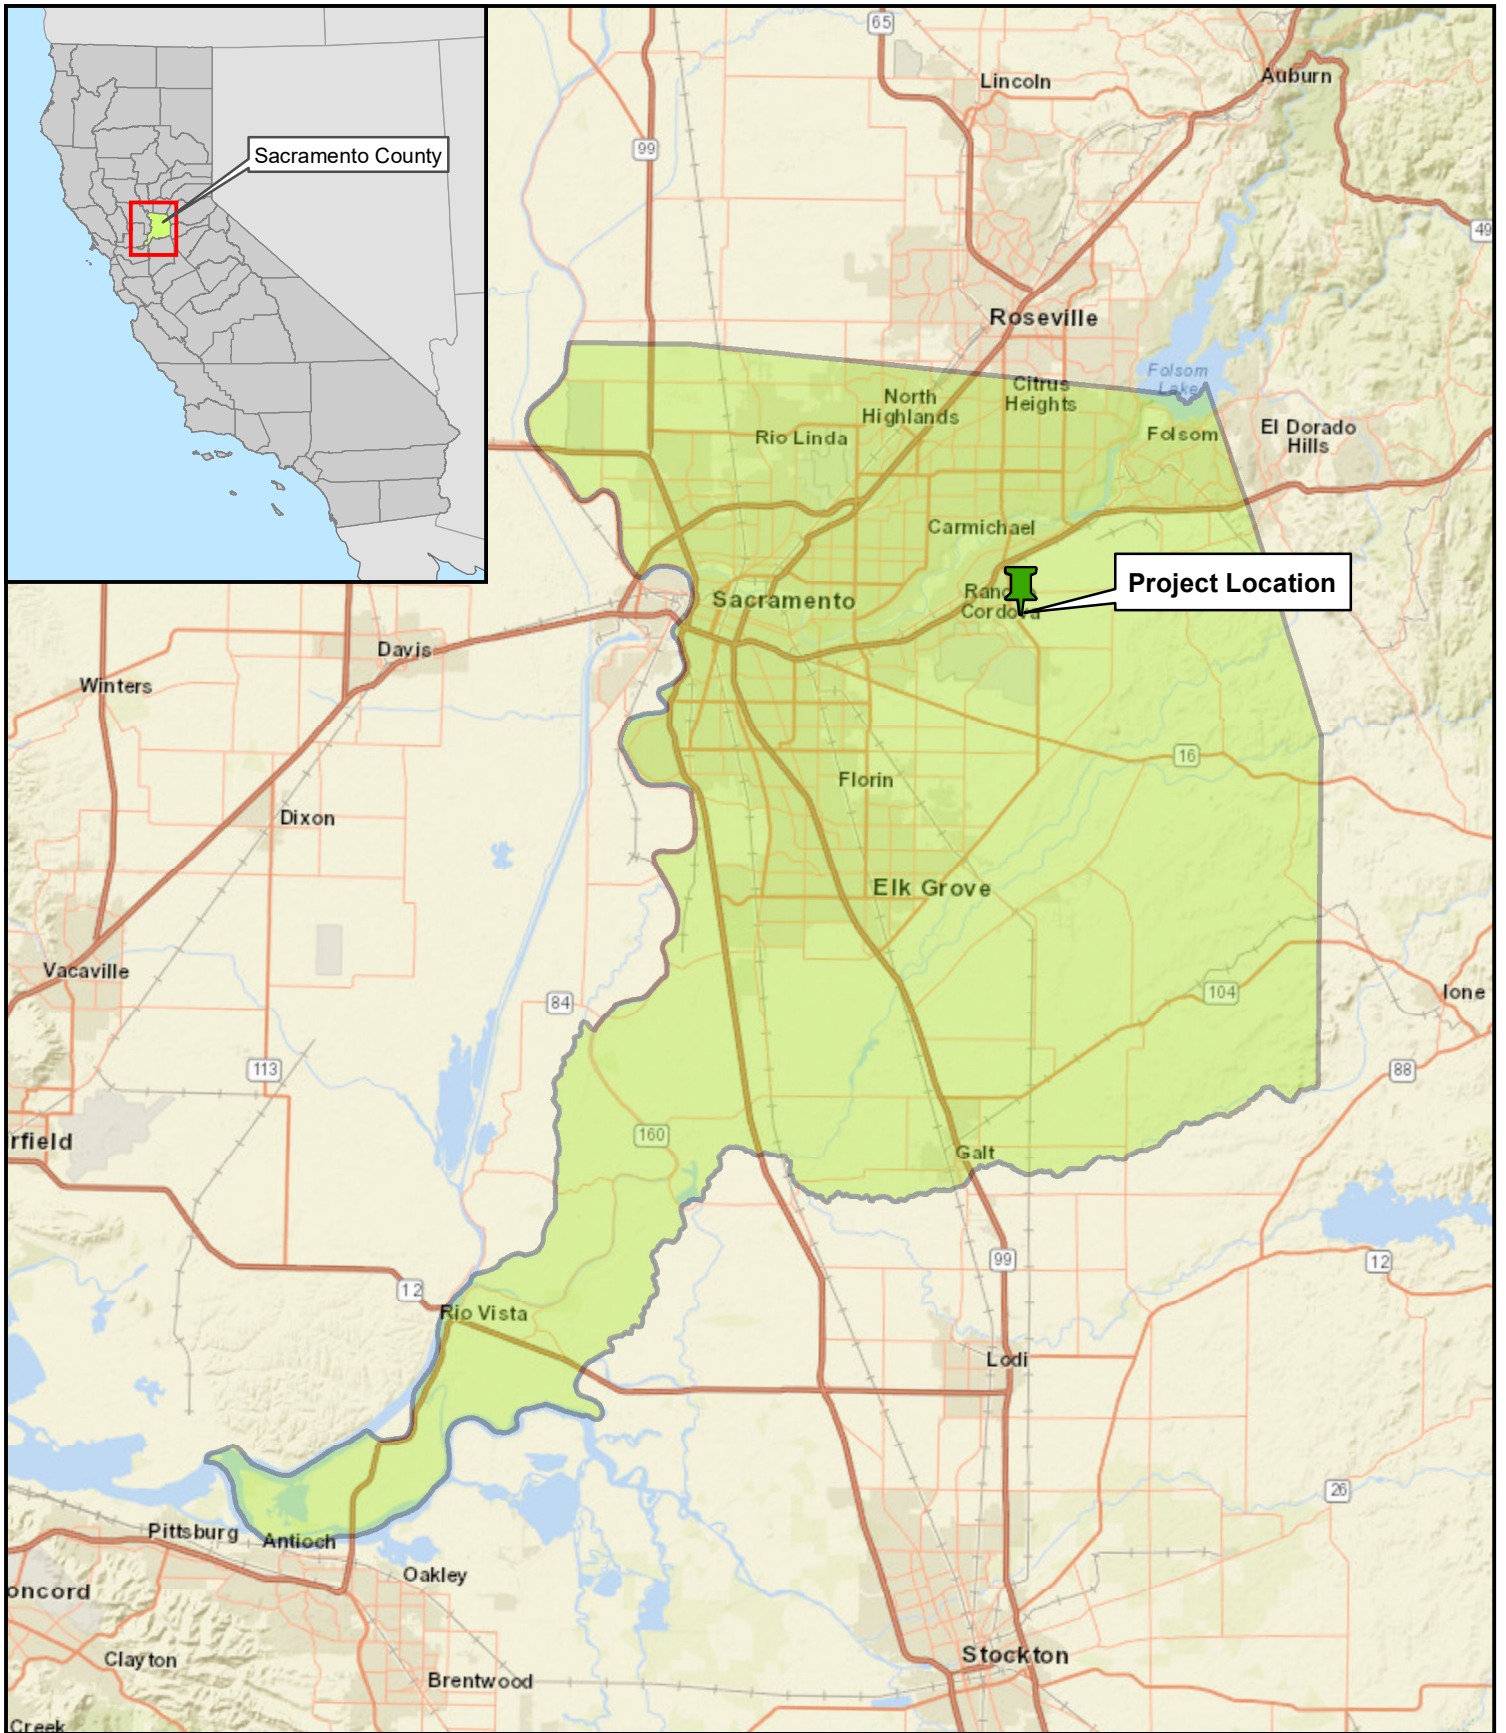 Sacramento County
65
Lincoln
Auburn
99
49
Roseville
Folsom
Lake
North
Highlands
Citrus
Heights
Rio Linda
Folsom
El Dorado
Hills
Carmichael
Project Location
Sacramento
Davis
Winters
16
Florin
Dixon
Elk Grove
Vacaville
84
104
Ione
113
88
160
rfield
Galt
99
12
12
Rio Vista
Lodi
26
Pittsburg
Antioch
Oakley
oncord
Clayton
Stockton
Brentwood
Creek